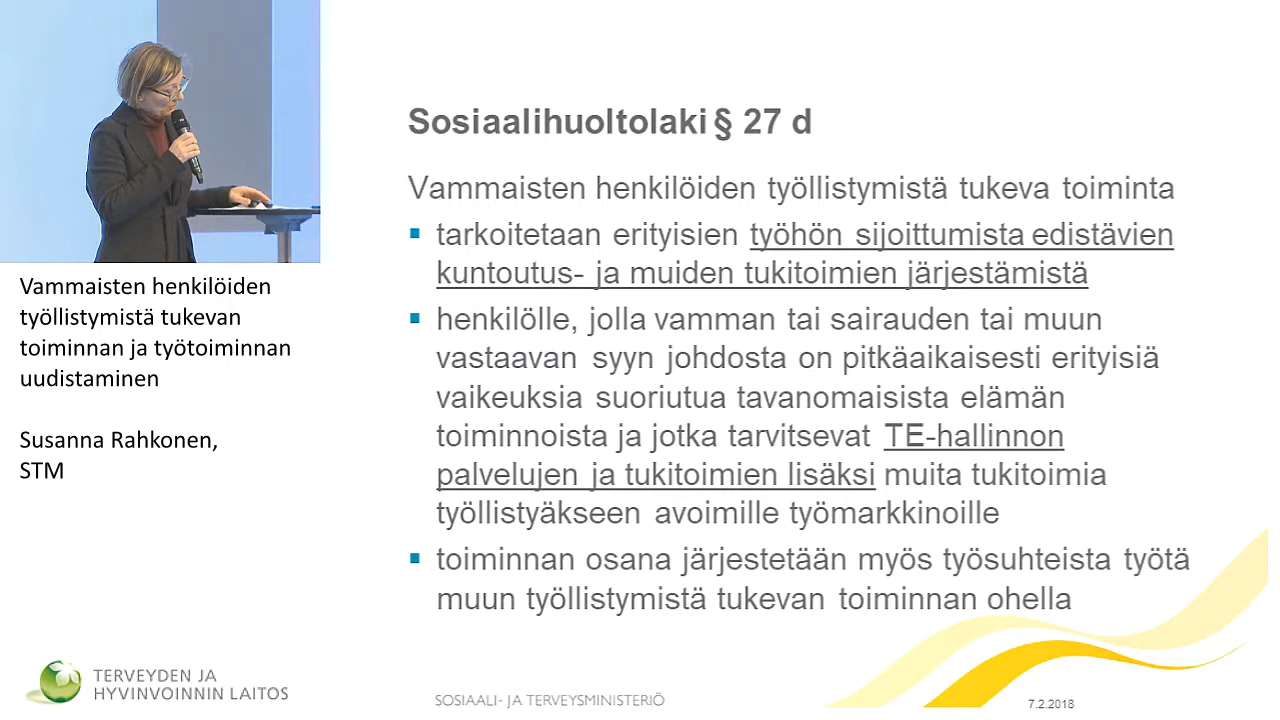 Vammaisten henkilöiden
työllistymistä tukevan
toiminnan ja työtoiminnan
uudistaminen
Susanna Rahkonen,
STM
TERVEYDEN JA
HYVINVOINNIN LAITOS
Sosiaalihuoltolaki § 27 d
Vammaisten henkilöiden työllistymistä tukeva toiminta
▪ tarkoitetaan erityisien työhön sijoittumista edistävien
kuntoutus- ja muiden tukitoimien järjestämistä
▪ henkilölle, jolla vamman tai sairauden tai muun
vastaavan syyn johdosta on pitkäaikaisesti erityisiä
vaikeuksia suoriutua tavanomaisista elämän
toiminnoista ja jotka tarvitsevat TE-hallinnon
palvelujen ja tukitoimien lisäksi muita tukitoimia
työllistyäkseen avoimille työmarkkinoille
▪ toiminnan osana järjestetään myös työsuhteista työtä
muun työllistymistä tukevan toiminnan ohella
SOSIAALI- JA TERVEYSMINISTERIÖ
7.2.2018